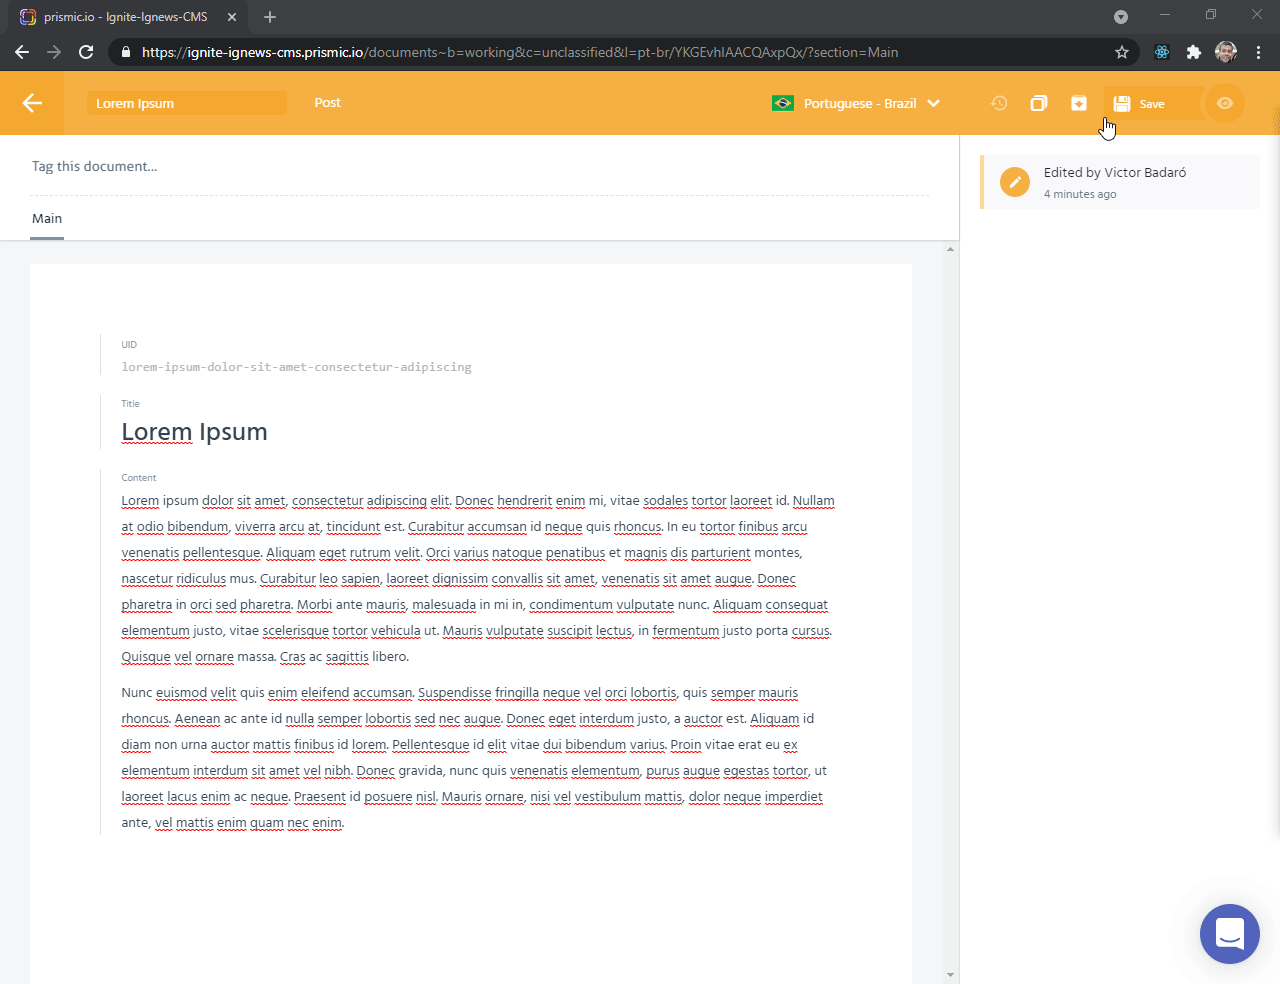 prismic.io - Ignite-Ignews-CMS
https://ignite-ignews-cms.prismic.io/documents~b=working&c=unclassified&l=pt-br/YKGEvhIAACQAxpQx/?section=Main
Lorem Ipsum
Post
Portuguese - Brazil
Save
Tag this document...
Edited by Victor Badaró
4 minutes ago
Main
UID
lorem-ipsum-dolor-sit-amet-consectetur-adipiscing
Title
Lorem Ipsum
Content
Lorem ipsum dolor sit amet, consectetur adipiscing elit. Donec hendrerit enim mi, vitae sodales tortor laoreet id. Nullam
at odio bibendum, viverra arcu at, tincidunt est. Curabitur accumsan id neque quis rhoncus. In eu tortor finibus arcu
venenatis pellentesque. Aliquam eget rutrum velit. Orci varius natoque penatibus et magnis dis parturient montes,
nascetur ridiculus mus. Curabitur leo sapien, laoreet dignissim convallis sit amet, venenatis sit amet augue. Donec
pharetra in orci sed pharetra. Morbi ante mauris, malesuada in mi in, condimentum vulputate nunc. Aliquam consequat
elementum justo, vitae scelerisque tortor vehicula ut. Mauris vulputate suscipit lectus, in fermentum justo porta cursus.
Quisque vel ornare massa. Cras ac sagittis libero.
Nunc euismod velit quis enim eleifend accumsan. Suspendisse fringilla neque vel orci lobortis, quis semper mauris
rhoncus. Aenean ac ante id nulla semper lobortis sed nec augue. Donec eget interdum justo, a auctor est. Aliquam id
diam non urna auctor mattis finibus id lorem. Pellentesque id elit vitae dui bibendum varius. Proin vitae erat eu ex
elementum interdum sit amet vel nibh. Donec gravida, nunc quis venenatis elementum, purus augue egestas tortor, ut
laoreet lacus enim ac neque. Praesent id posuere nisl. Mauris ornare, nisi vel vestibulum mattis, dolor neque imperdiet
ante, vel mattis enim quam nec enim.